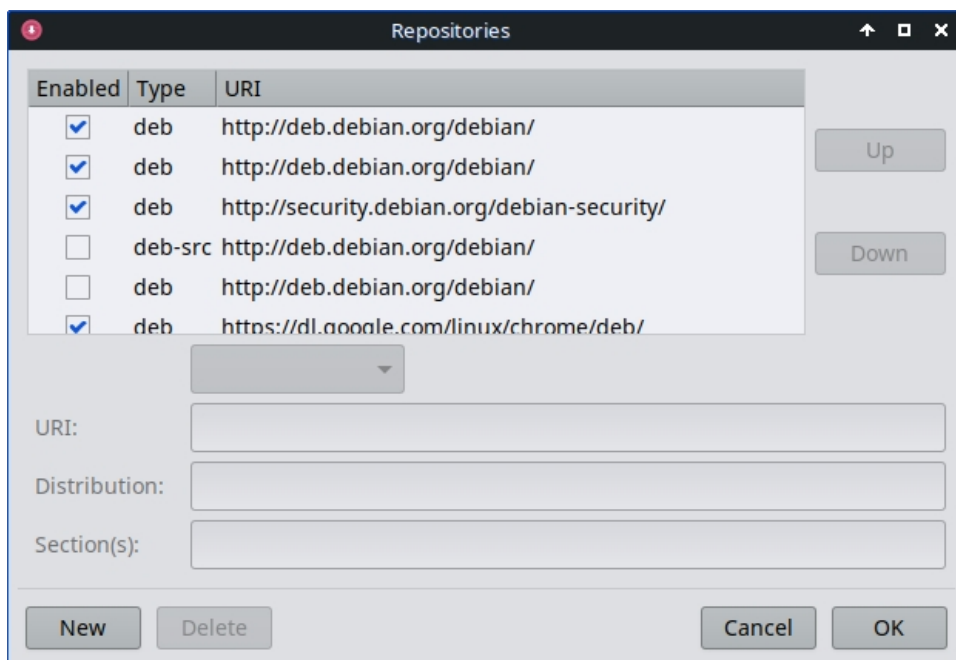 Repositories
Enabled Type URI
deb http://deb.debian.org/debian/
deb http://deb.debian.org/debian/
deb http://security.debian.org/debian-security/
deb-src http://deb.debian.org/debian/
deb http://deb.debian.org/debian/
deb https://dl.google.com/linux/chrome/deb/
Up
Down
URI:
Distribution:
Section(s):
New Delete Cancel OK